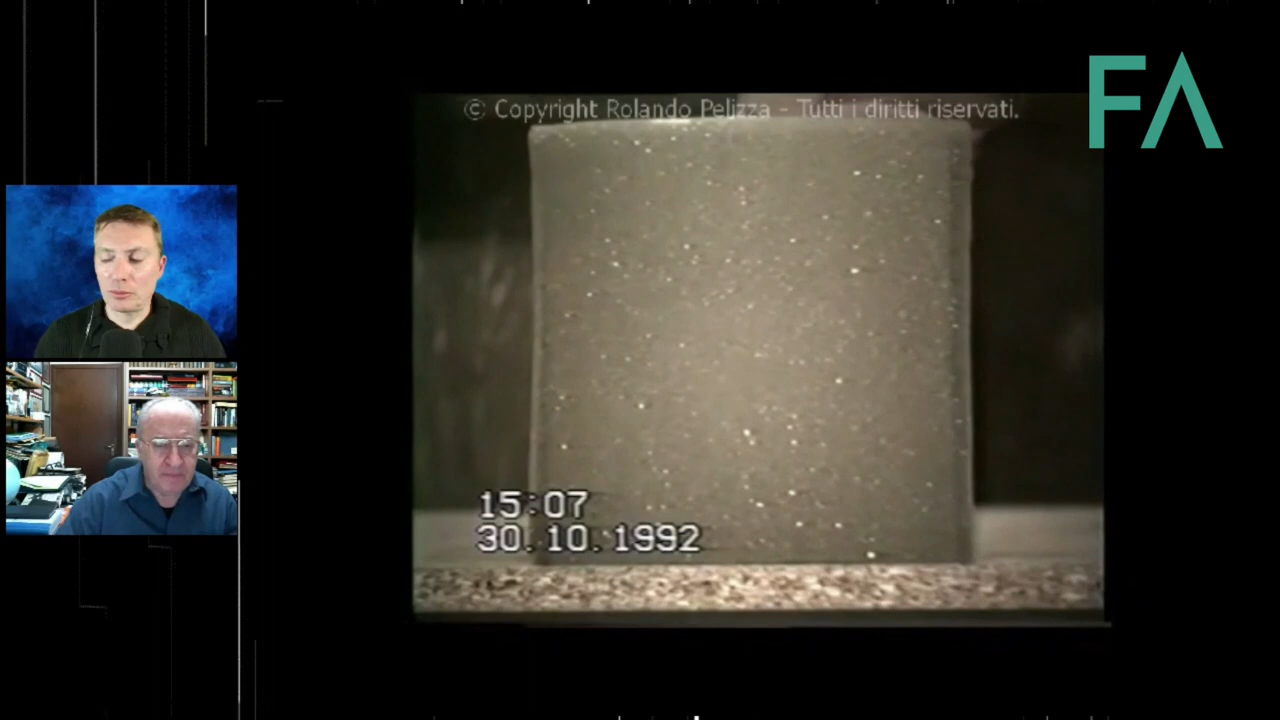 © Copyright Rolando Pelizza - Tutti i diritti riservati.
FA
15:07
30.10.1992